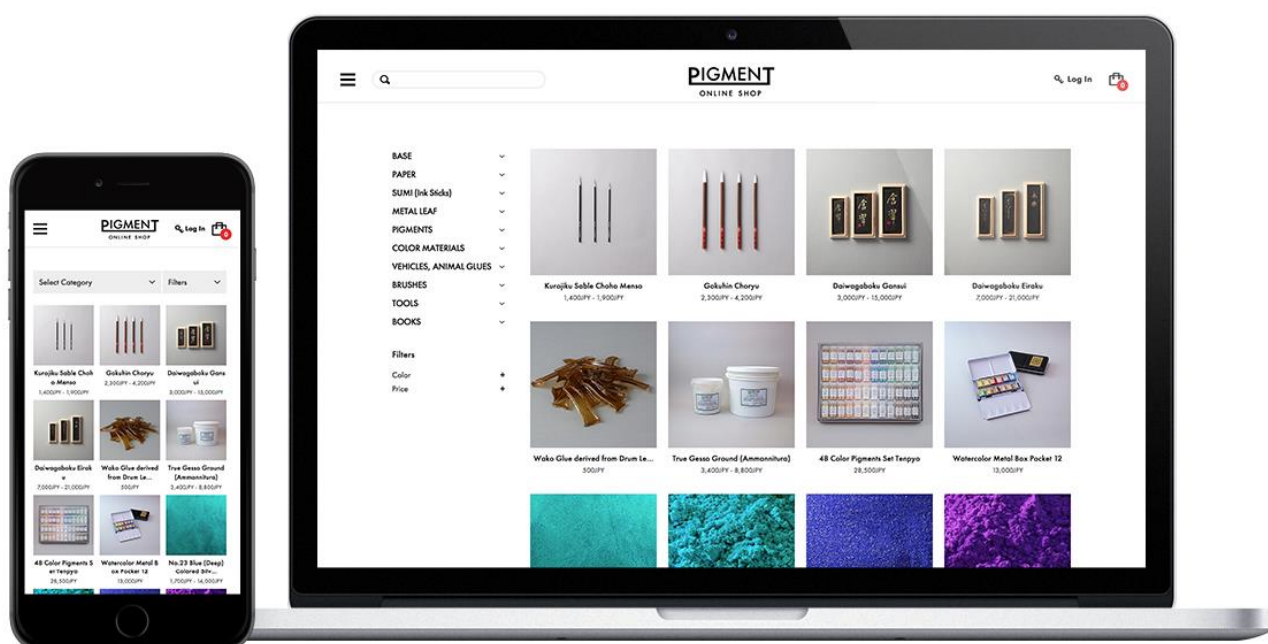 PIGMENT
ONLINE SHOP
Log In
0
Select Category
Filters
Kurojiku Sable Choh
o Menso
1,400JPY - 1,900JPY
Gokuhin Choryu
2,300JPY - 4,200JPY
Daiwagaboku Gans
ui
3,000JPY - 15,000JPY
Daiwagaboku Eirak
u
7,000JPY - 21,000JPY
Wako Glue derived
from Drum Le...
500JPY
True Gesso Ground
(Ammannitura)
3,400JPY - 8,800JPY
48 Color Pigments S
et Tenpyo
28,500JPY
Watercolor Metal B
ox Pocket 12
13,000JPY
No.23 Blue (Deep)
Colored Silv...
1,700JPY - 14,000JPY
PIGMENT
ONLINE SHOP
Log In
0
BASE
PAPER
SUMI (Ink Sticks)
METAL LEAF
PIGMENTS
COLOR MATERIALS
VEHICLES, ANIMAL GLUES
BRUSHES
TOOLS
BOOKS
Filters
Color
Price
Kurojiku Sable Choho Menso
1,400JPY - 1,900JPY
Gokuhin Choryu
2,300JPY - 4,200JPY
Daiwagaboku Gansui
3,000JPY - 15,000JPY
Daiwagaboku Eiraku
7,000JPY - 21,000JPY
Wako Glue derived from Drum Le...
500JPY
True Gesso Ground (Ammannitura)
3,400JPY - 8,800JPY
48 Color Pigments Set Tenpyo
28,500JPY
Watercolor Metal Box Pocket 12
13,000JPY